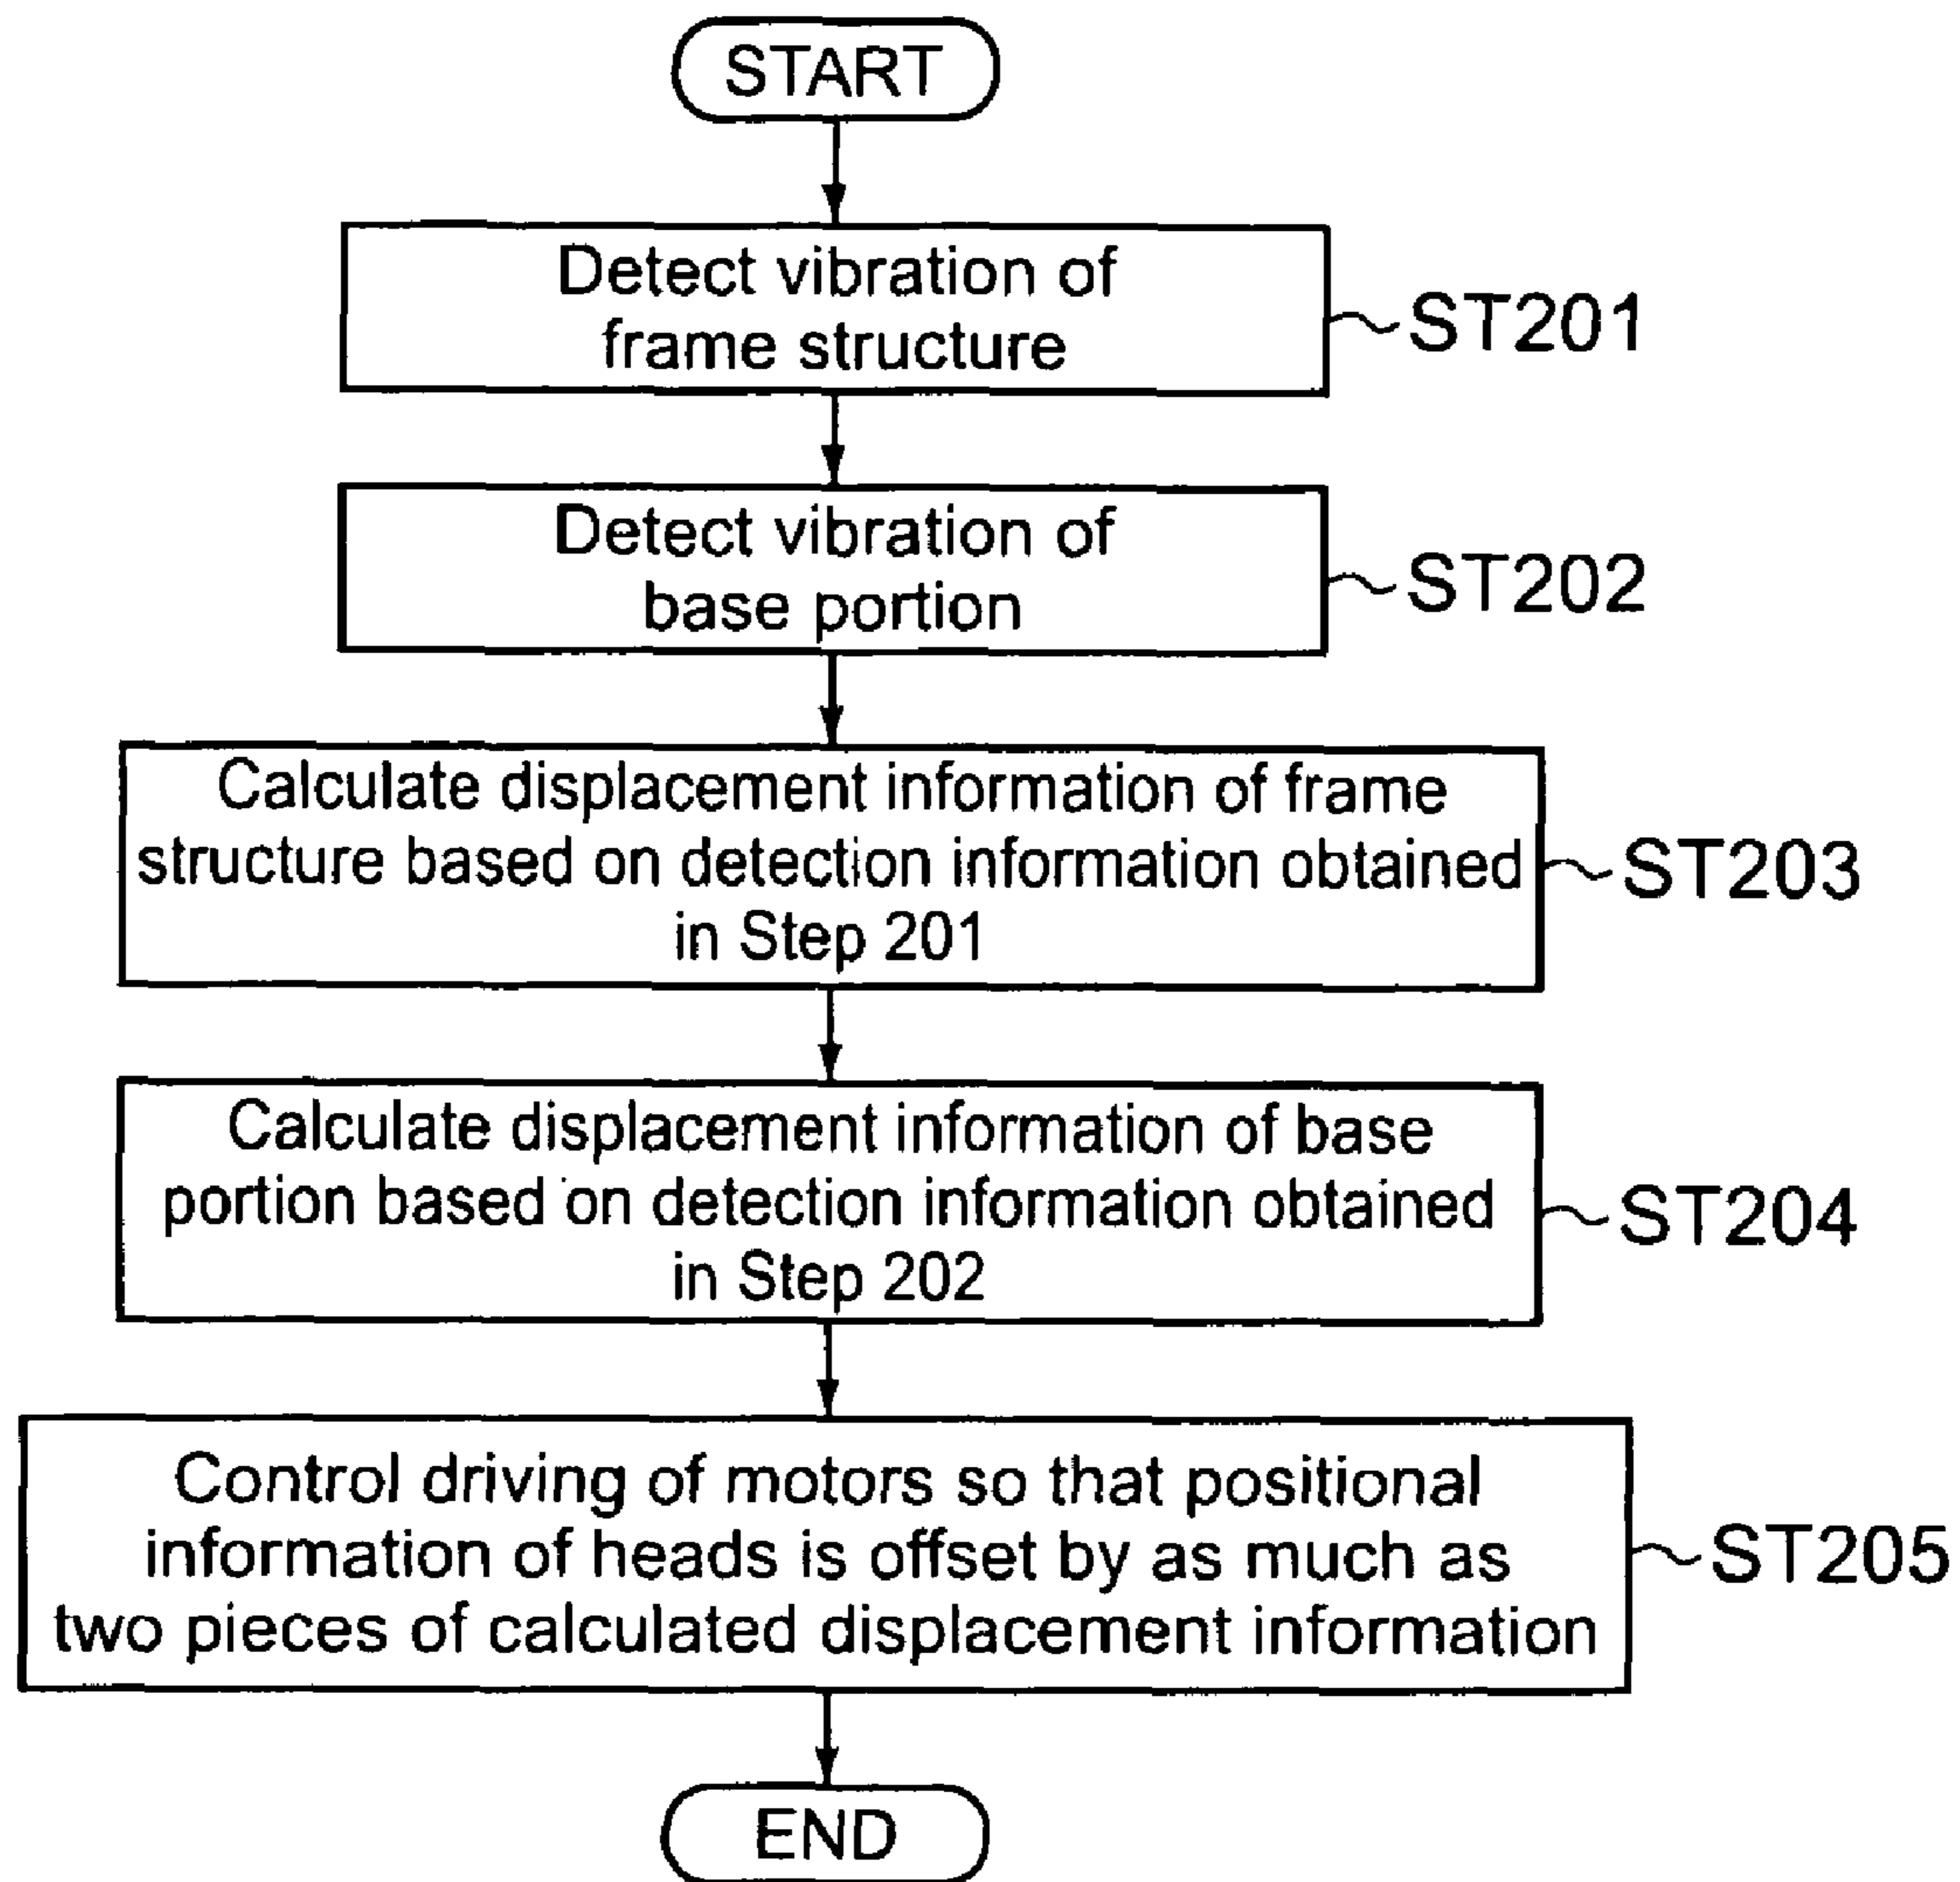 START
Detect vibration of
frame structure
ST201
Detect vibration of
base portion
ST202
Calculate displacement information of frame
structure based on detection information obtained
in Step 201
ST203
Calculate displacement information of base
portion based on detection information obtained
in Step 202
ST204
Control driving of motors so that positional
information of heads is offset by as much as
two pieces of calculated displacement information
ST205
END